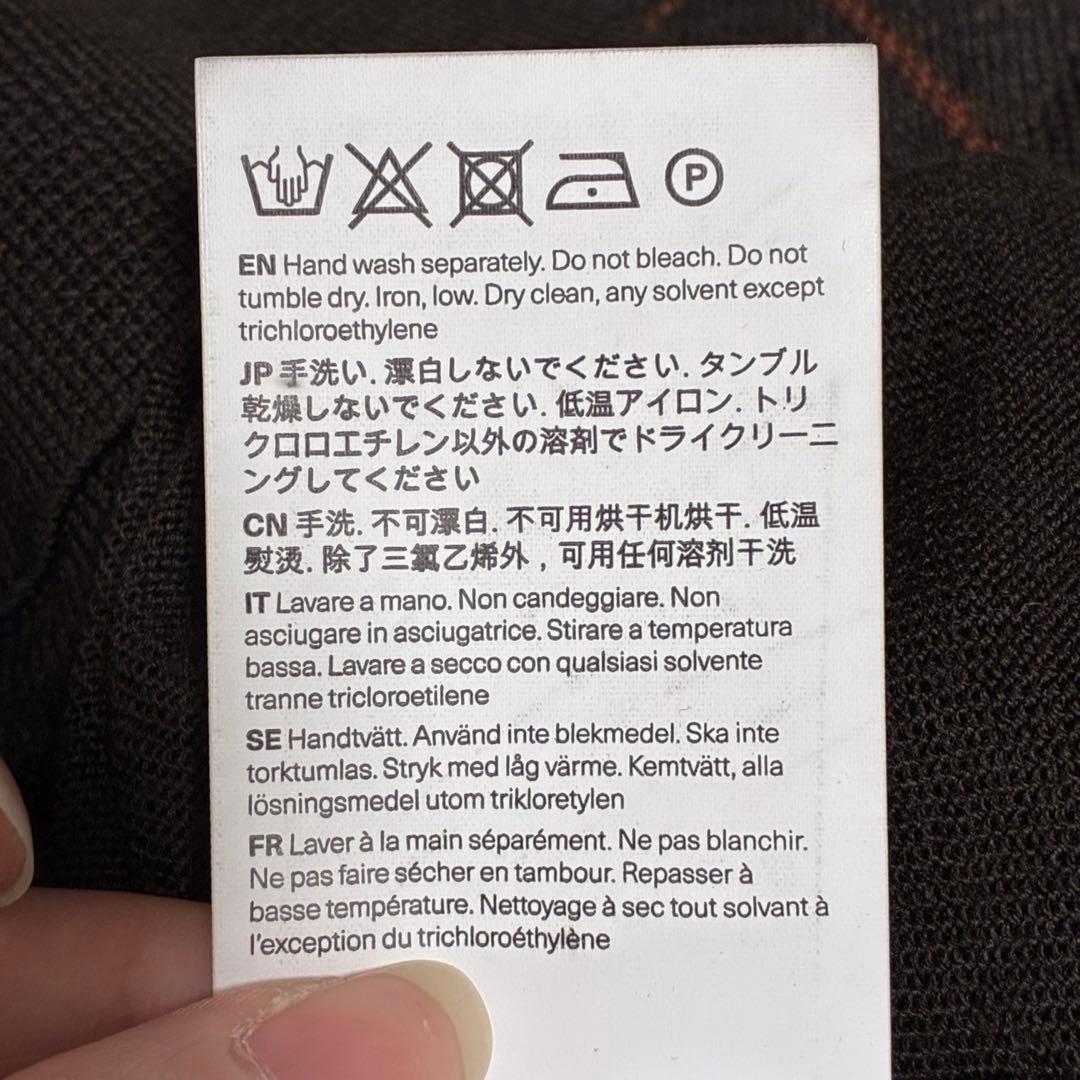 P
EN Hand wash separately. Do not bleach. Do not
tumble dry. Iron, low. Dry clean, any solvent except
trichloroethylene
JP 手洗い. 漂白しないでください. タンブル
乾燥しないでください. 低温アイロン. トリ
クロロエチレン以外の溶剤でドライクリーニ
ングしてください
CN 手洗. 不可漂白. 不可用烘干机烘干. 低温
熨烫. 除了三氯乙烯外 , 可用任何溶剂干洗
IT Lavare a mano. Non candeggiare. Non
asciugare in asciugatrice. Stirare a temperatura
bassa. Lavare a secco con qualsiasi solvente
tranne tricloroetilene
SE Handtvätt. Använd inte blekmedel. Ska inte
torktumlas. Stryk med låg värme. Kemtvätt, alla
lösningsmedel utom trikloretylen
FR Laver à la main séparément. Ne pas blanchir.
Ne pas faire sécher en tambour. Repasser à
basse température. Nettoyage à sec tout solvant à
l'exception du trichloroéthylène